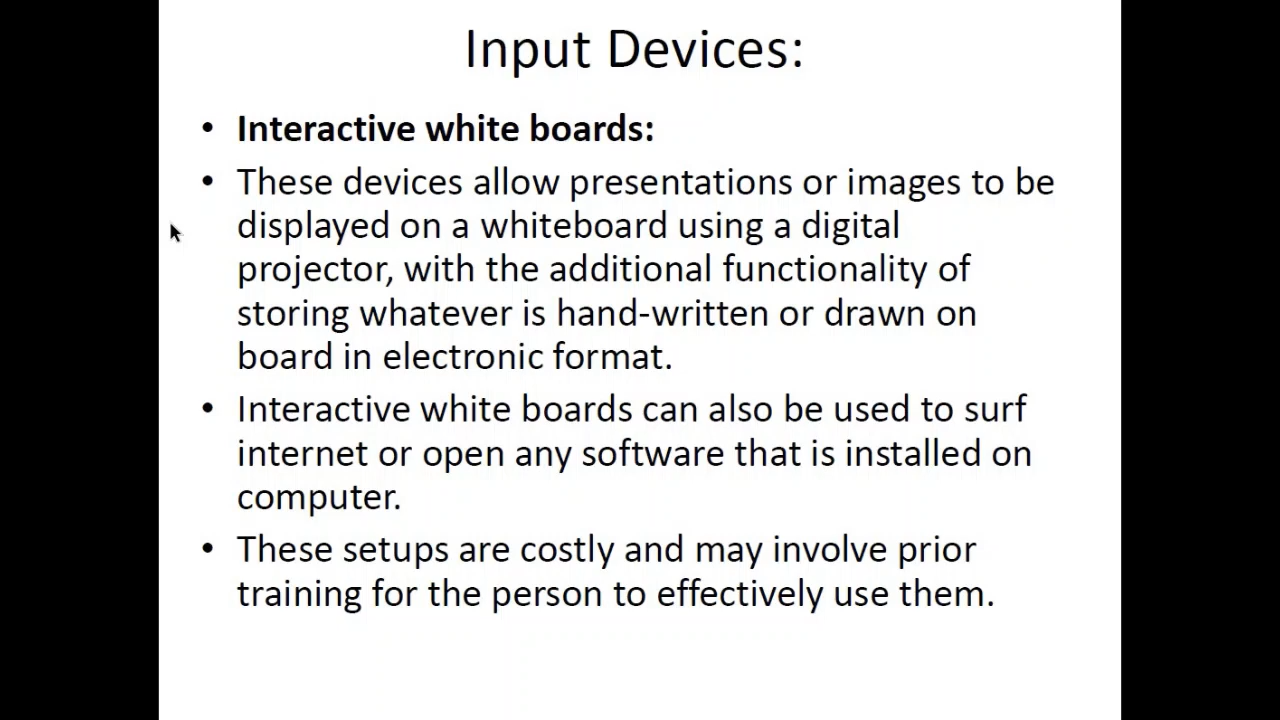 Input Devices:
• Interactive white boards:
• These devices allow presentations or images to be
displayed on a whiteboard using a digital
projector, with the additional functionality of
storing whatever is hand-written or drawn on
board in electronic format.
• Interactive white boards can also be used to surf
internet or open any software that is installed on
computer.
• These setups are costly and may involve prior
training for the person to effectively use them.